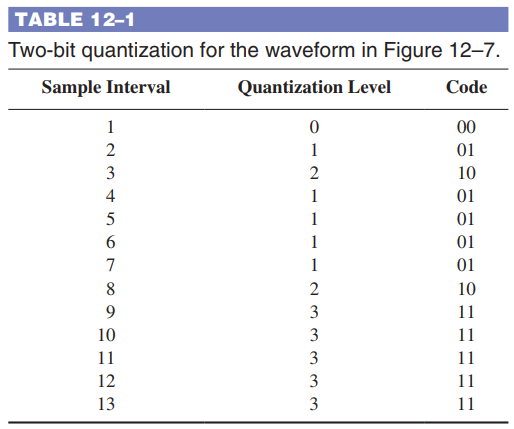 TABLE 12–1
Two-bit quantization for the waveform in Figure 12–7.
Sample Interval Quantization Level Code
1 0 00
2 1 01
3 2 10
4 1 01
5 1 01
6 1 01
7 1 01
8 2 10
9 3 11
10 3 11
11 3 11
12 3 11
13 3 11